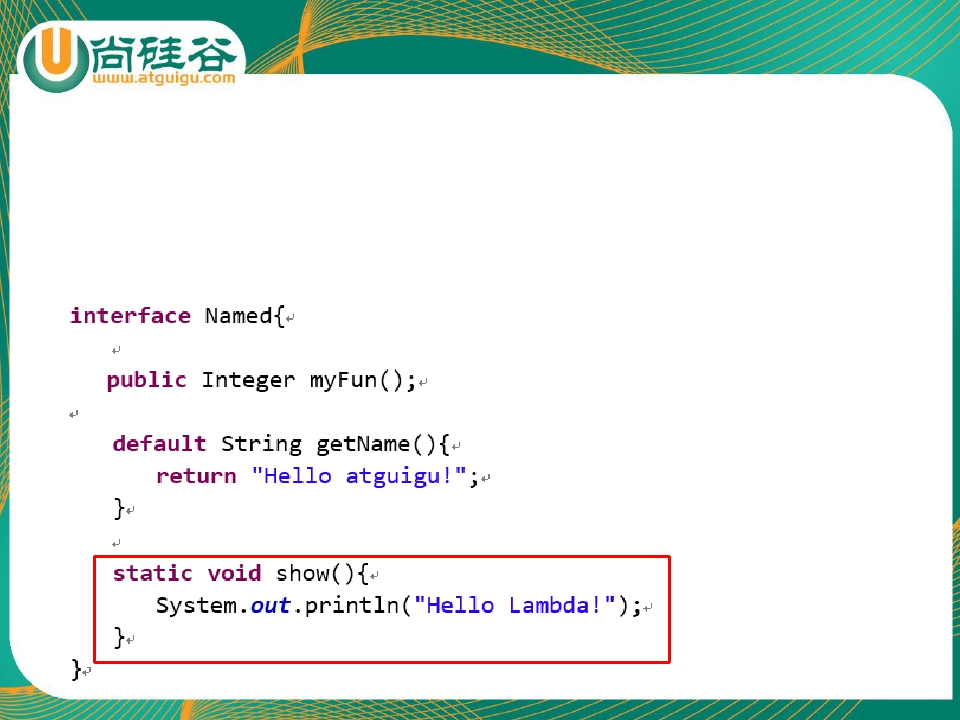 U尚硅谷
www.atguigu.com
interface Named{
public Integer myFun();
default String getName(){
return "Hello atguigu!";
}
static void show(){
System.out.println("Hello Lambda!");
}
}